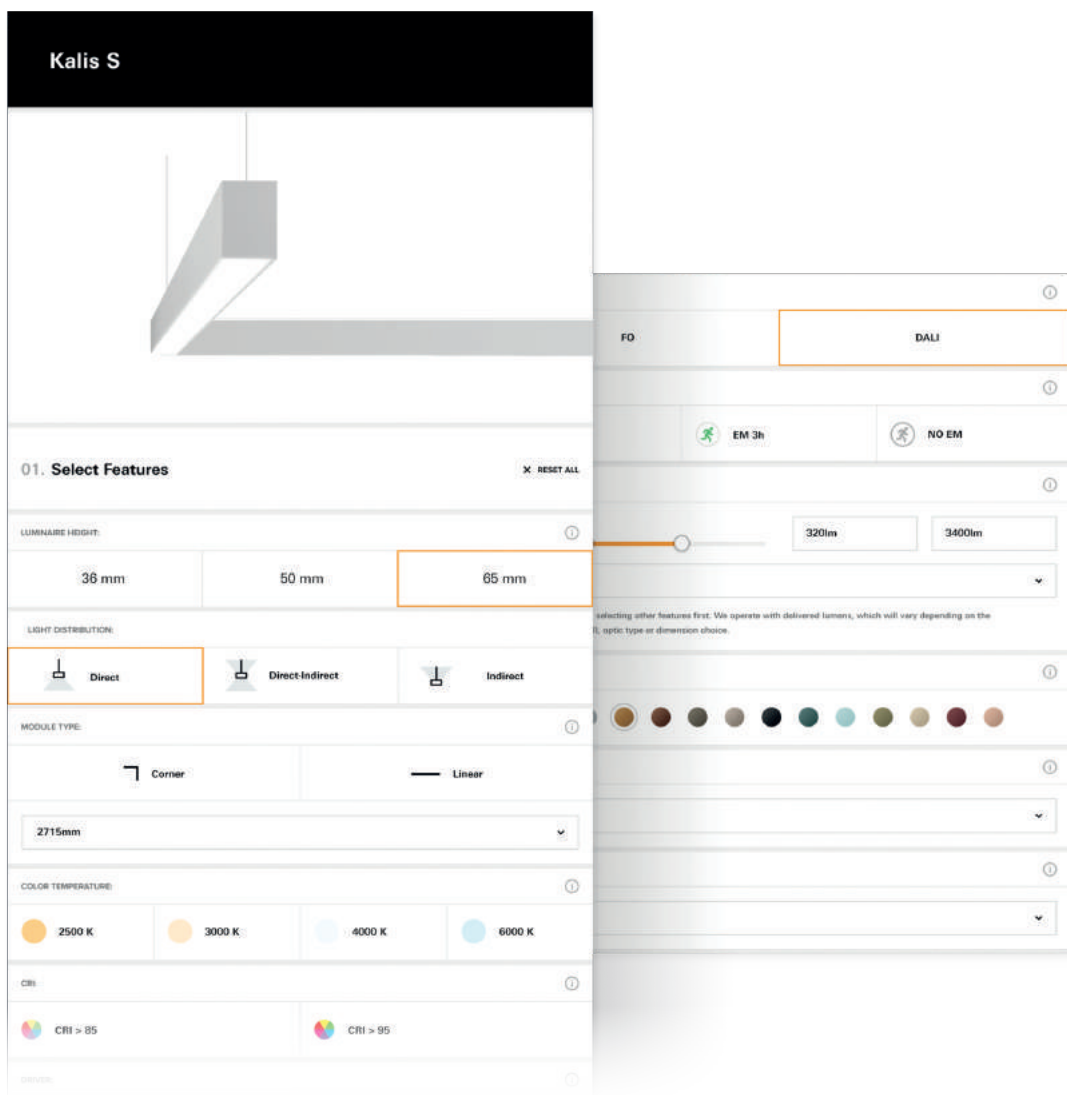 Kalis S
01. Select Features
X RESET ALL
LUMINAIRE HEIGHT:
36 mm
50 mm
65 mm
LIGHT DISTRIBUTION:
Direct
Direct-Indirect
Indirect
MODULE TYPE:
Corner
Linear
2715mm
COLOR TEMPERATURE:
2500 K
3000 K
4000 K
6000 K
CRI:
CRI > 85
CRI > 95
DRIVER:
FO
DALI
EM 3h
NO EM
320lm
3400lm
selecting other features first. We operate with delivered lumens, which will vary depending on the
optic type or dimension choice.